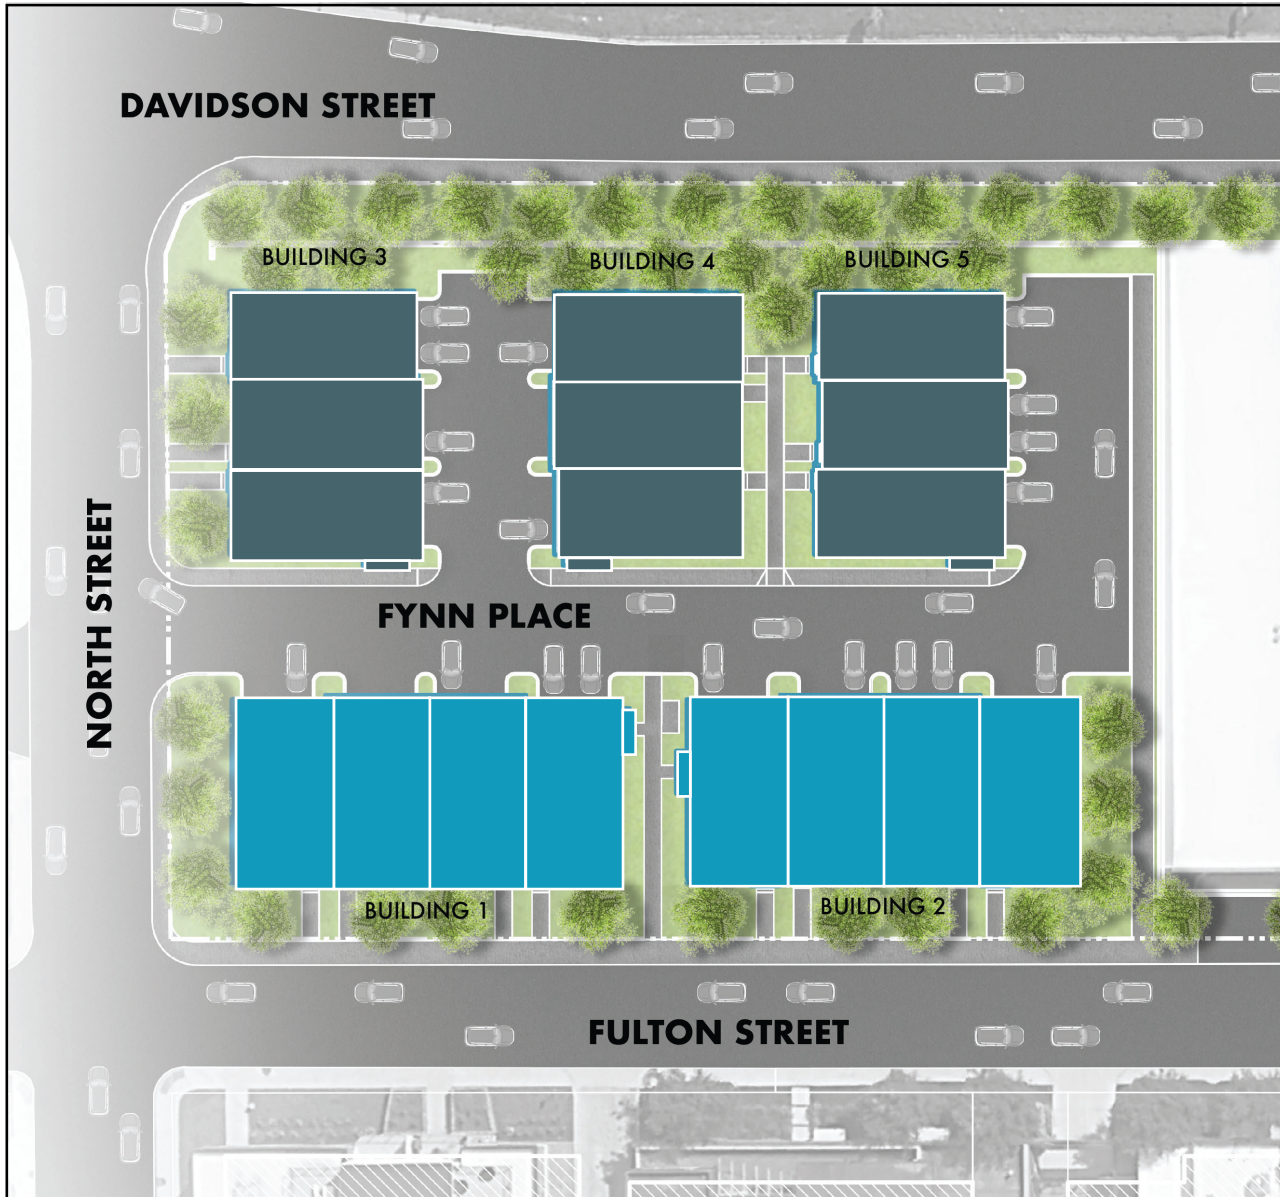 DAVIDSON STREET
BUILDING 3
BUILDING 4
BUILDING 5
NORTH STREET
FYNN PLACE
BUILDING 1
BUILDING 2
FULTON STREET